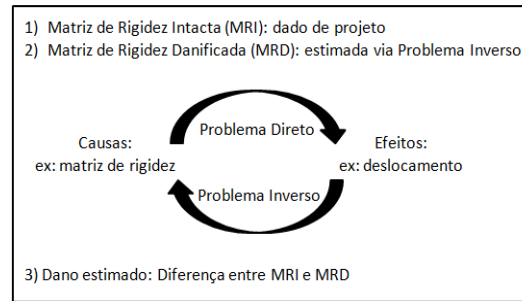 1) Matriz de Rigidez Intacta (MRI): dado de projeto
2) Matriz de Rigidez Danificada (MRD): estimada via Problema Inverso
Problema Direto
Causas:
ex: matriz de rigidez
Efeitos:
ex: deslocamento
Problema Inverso
3) Dano estimado: Diferença entre MRI e MRD